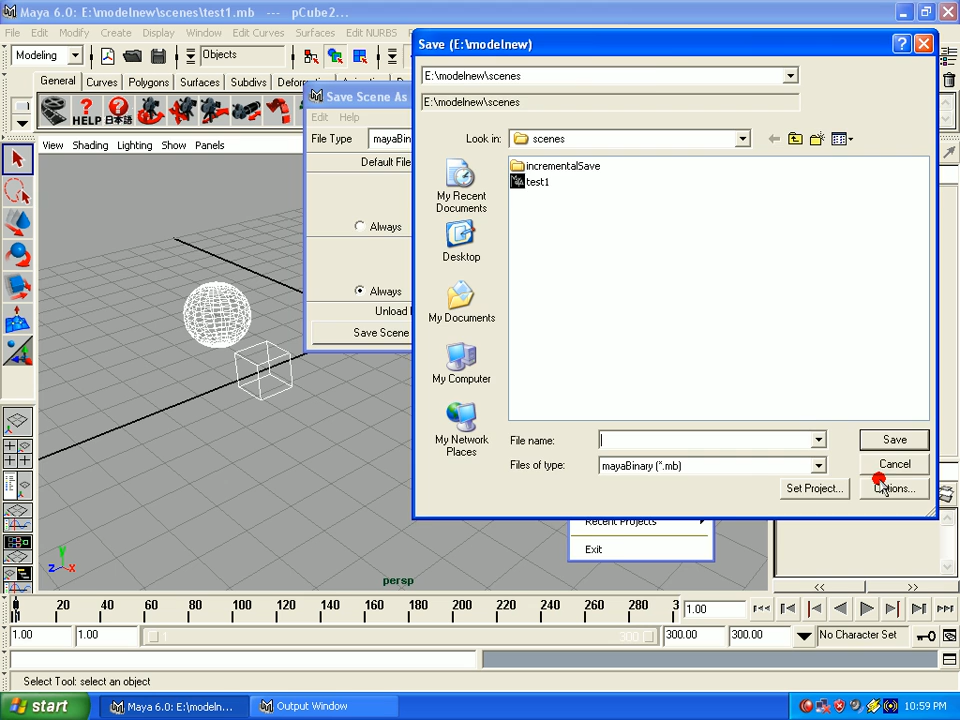 Maya 6.0: E:\modelnew\scenes\test1.mb --- pCube2...
File Edit Modify Create Display Window Edit Curves Surfaces Edit NURBS
Modeling
Objects
General Curves Polygons Surfaces Subdivs
HELP 日本語
View Shading Lighting Show Panels
Save Scene As
Edit Help
File Type
Always
Always
Save Scene
Save (E:\modelnew)
E:\modelnew\scenes
E:\modelnew\scenes
Look in: scenes
incrementalSave
test1
My Recent Documents
Desktop
My Documents
My Computer
My Network Places
File name:
Save
Files of type: mayaBinary (*.mb)
Cancel
Set Project...
Recent Projects
Exit
persp
z x
20 40 60 80 100 120 140 160 180 200 220 240 260 280 3
1.00
1.00 1.00 1 300 300.00 300.00 No Character Set
Select Tool: select an object
start
Maya 6.0: E:\modeln...
Output Window
10:59 PM